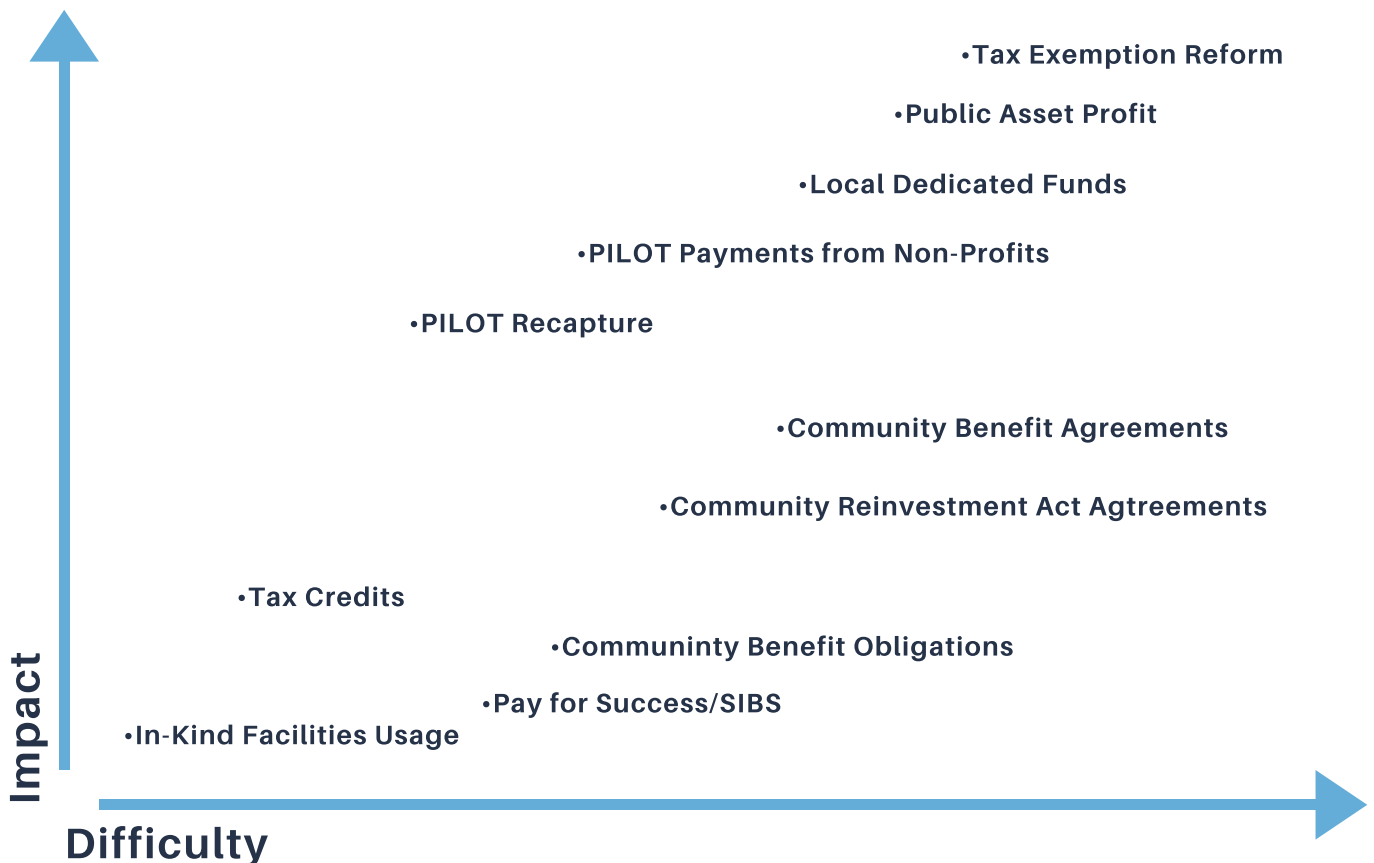 •Tax Exemption Reform
•Public Asset Profit
•Local Dedicated Funds
•PILOT Payments from Non-Profits
•PILOT Recapture
•Community Benefit Agreements
•Community Reinvestment Act Agtreements
•Tax Credits
•Communinty Benefit Obligations
•Pay for Success/SIBS
•In-Kind Facilities Usage
Impact
Difficulty